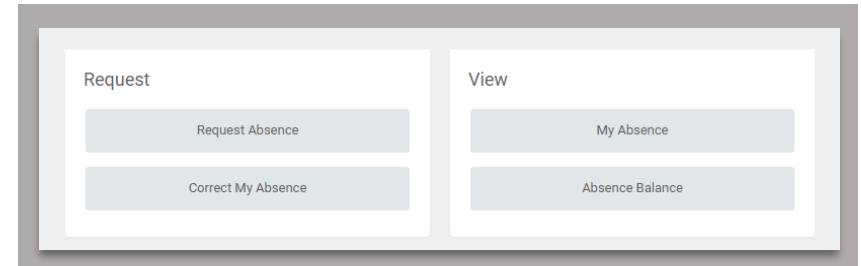 Request
Request Absence
Correct My Absence
View
My Absence
Absence Balance